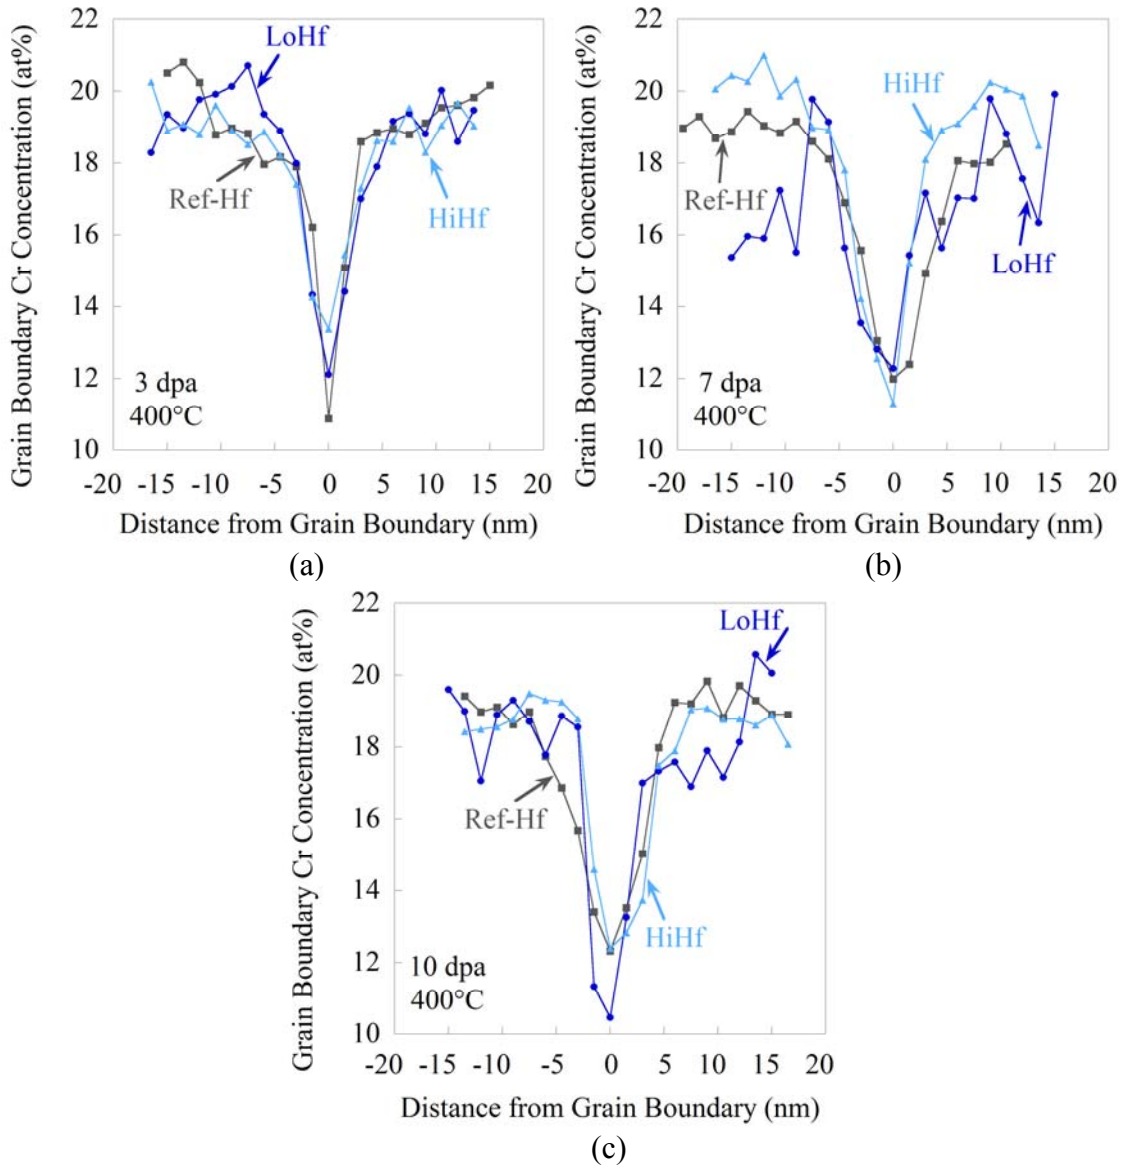 Grain Boundary Cr Concentration (at%)
22
20
18
16
14
12
10
LoHf
Ref-Hf
HiHf
3 dpa
400°C
-20 -15 -10 -5 0 5 10 15 20
Distance from Grain Boundary (nm)
(a)
Grain Boundary Cr Concentration (at%)
22
20
18
16
14
12
10
HiHf
Ref-Hf
LoHf
7 dpa
400°C
-20 -15 -10 -5 0 5 10 15 20
Distance from Grain Boundary (nm)
(b)
Grain Boundary Cr Concentration (at%)
22
20
18
16
14
12
10
LoHf
Ref-Hf
HiHf
10 dpa
400°C
-20 -15 -10 -5 0 5 10 15 20
Distance from Grain Boundary (nm)
(c)